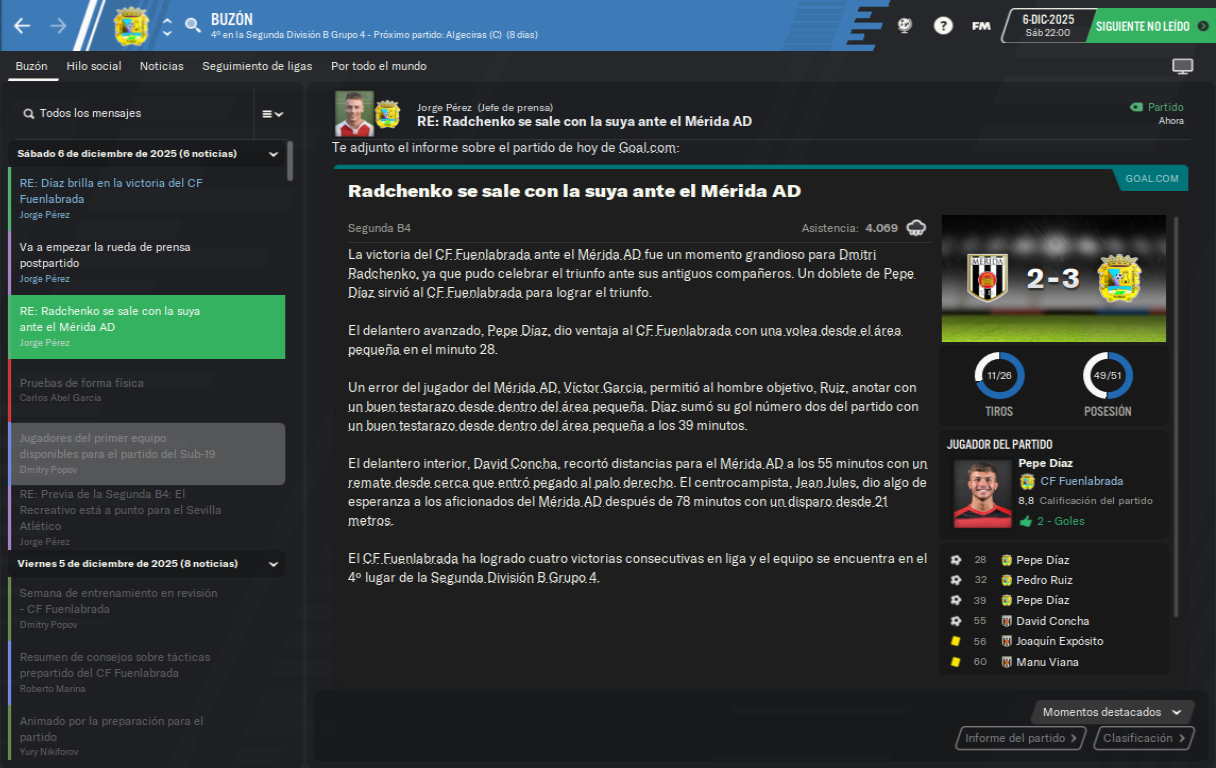 BUZÓN
4º en la Segunda División B Grupo 4 - Próximo partido: Algeciras (C) (8 días)
?
FM
6-DIC-2025
Sáb 22:00
SIGUIENTE NO LEÍDO
Buzón
Hilo social
Noticias
Seguimiento de ligas
Por todo el mundo
Todos los mensajes
Sábado 6 de diciembre de 2025 (6 noticias)
RE: Díaz brilla en la victoria del CF
Fuenlabrada
Jorge Pérez
Va a empezar la rueda de prensa
postpartido
Jorge Pérez
RE: Radchenko se sale con la suya
ante el Mérida AD
Jorge Pérez
Pruebas de forma física
Carlos Abel García
Jugadores del primer equipo
disponibles para el partido del Sub-19
Dmitry Popov
RE: Previa de la Segunda B4: El
Recreativo está a punto para el Sevilla
Atlético
Jorge Pérez
Viernes 5 de diciembre de 2025 (8 noticias)
Semana de entrenamiento en revisión
- CF Fuenlabrada
Dmitry Popov
Resumen de consejos sobre tácticas
prepartido del CF Fuenlabrada
Roberto Marina
Animado por la preparación para el
partido
Yury Nikiforov
Jorge Pérez (Jefe de prensa)
RE: Radchenko se sale con la suya ante el Mérida AD
Partido
Ahora
Te adjunto el informe sobre el partido de hoy de Goal.com:
Radchenko se sale con la suya ante el Mérida AD
GOAL.COM
Segunda B4
Asistencia: 4.069
La victoria del CF Fuenlabrada ante el Mérida AD fue un momento grandioso para Dmitri
Radchenko, ya que pudo celebrar el triunfo ante sus antiguos compañeros. Un doblete de Pepe
Díaz sirvió al CF Fuenlabrada para lograr el triunfo.
El delantero avanzado, Pepe Díaz, dio ventaja al CF Fuenlabrada con una volea desde el área
pequeña en el minuto 28.
Un error del jugador del Mérida AD, Víctor García, permitió al hombre objetivo, Ruiz, anotar con
un buen testarazo desde dentro del área pequeña. Díaz sumó su gol número dos del partido con
un buen testarazo desde dentro del área pequeña a los 39 minutos.
El delantero interior, David Concha, recortó distancias para el Mérida AD a los 55 minutos con un
remate desde cerca que entró pegado al palo derecho. El centrocampista, Jean Jules, dio algo de
esperanza a los aficionados del Mérida AD después de 78 minutos con un disparo desde 21
metros.
El CF Fuenlabrada ha logrado cuatro victorias consecutivas en liga y el equipo se encuentra en el
4º lugar de la Segunda División B Grupo 4.
MÉRIDA
2-3
11/26
49/51
TIROS
POSESIÓN
JUGADOR DEL PARTIDO
Pepe Díaz
CF Fuenlabrada
8,8 Calificación del partido
2 - Goles
28 Pepe Díaz
32 Pedro Ruiz
39 Pepe Díaz
55 David Concha
56 Joaquín Expósito
60 Manu Viana
Momentos destacados
Informe del partido
Clasificación